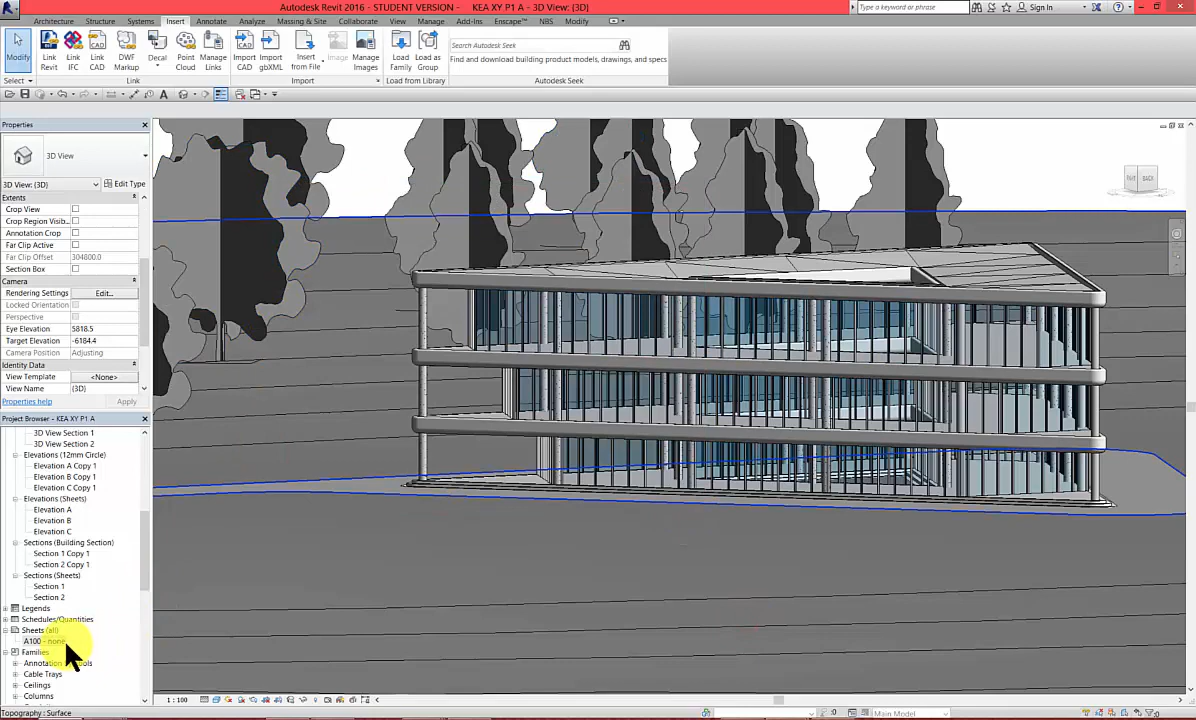 Autodesk Revit 2016 - STUDENT VERSION - KEA XY P1 A - 3D View: {3D}
Type a keyword or phrase
Sign In
Architecture Structure Systems Insert Annotate Analyze Massing & Site Collaborate View Manage Add-Ins Enscape™ NBS Modify
Modify
Link Revit
Link IFC
Link CAD
DWF Markup
Decal
Point Cloud
Manage Links
Import CAD
Import gbXML
Insert from File
Image
Manage Images
Load Family
Load as Group
Search Autodesk Seek
Find and download building product models, drawings, and specs
Select
Link
Import
Load from Library
Autodesk Seek
Properties
3D View
3D View: {3D}
Edit Type
Extents
Crop View
Crop Region Visib...
Annotation Crop
Far Clip Active
Far Clip Offset 304800.0
Section Box
Camera
Rendering Settings Edit...
Locked Orientation
Perspective
Eye Elevation 5818.5
Target Elevation -6184.4
Camera Position Adjusting
Identity Data
View Template <None>
View Name {3D}
Properties help
Apply
Project Browser - KEA XY P1 A
3D View Section 1
3D View Section 2
Elevations (12mm Circle)
Elevation A Copy 1
Elevation B Copy 1
Elevation C Copy 1
Elevations (Sheets)
Elevation A
Elevation B
Elevation C
Sections (Building Section)
Section 1 Copy 1
Section 2 Copy 1
Sections (Sheets)
Section 1
Section 2
Legends
Schedules/Quantities
Sheets (all)
A100 - none
Families
Cable Trays
Ceilings
Columns
BACK
1 : 100
Topography : Surface
:0
Main Model